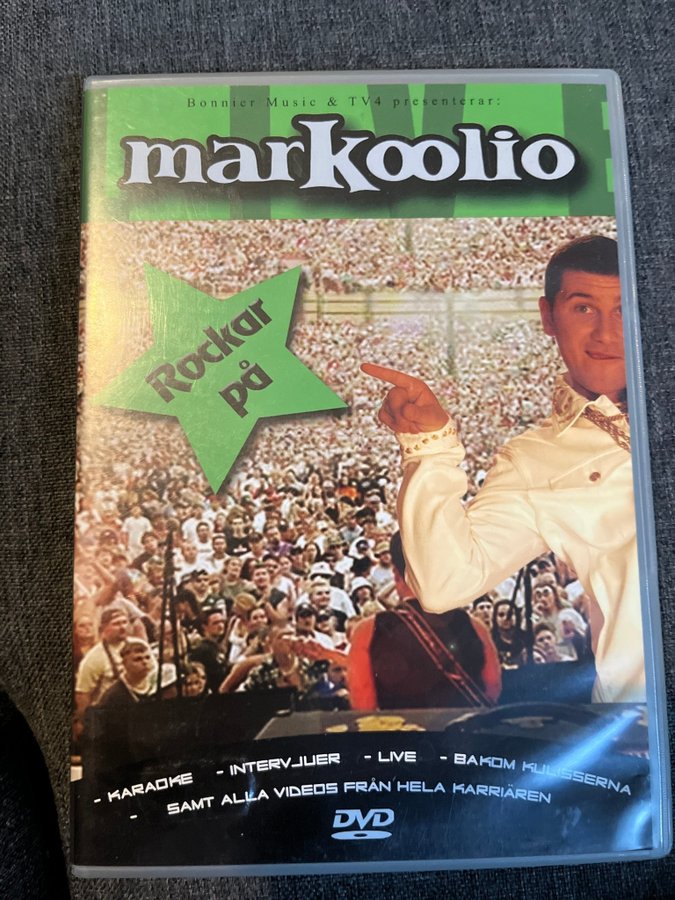 Bonnier Music & TV4 presenterar:
LIVE
markoolio
Rockar
på
- KARAOKE - INTERVJUER - LIVE - BAKOM KULISSERNA
- SAMT ALLA VIDEOS FRÅN HELA KARRIÄREN
DVD